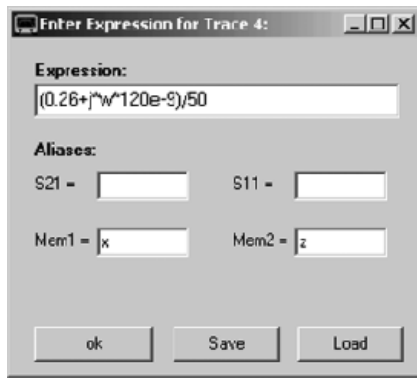 Enter Expression for Trace 4:
Expression:
(0.26+j*w*120e-9)/50
Aliases:
S21 = S11 =
Mem1 = x Mem2 = z
ok Save Load